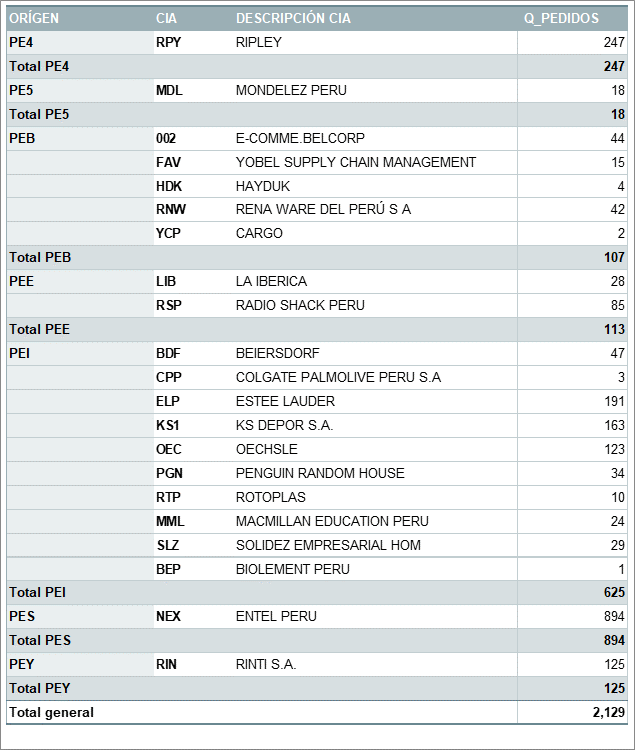 ORÍGEN CIA DESCRIPCIÓN CIA Q_PEDIDOS
PE4 RPY RIPLEY 247
Total PE4 247
PE5 MDL MONDELEZ PERU 18
Total PE5 18
PEB 002 E-COMME.BELCORP 44
FAV YOBEL SUPPLY CHAIN MANAGEMENT 15
HDK HAYDUK 4
RNW RENA WARE DEL PERÚ S A 42
YCP CARGO 2
Total PEB 107
PEE LIB LA IBERICA 28
RSP RADIO SHACK PERU 85
Total PEE 113
PEI BDF BEIERSDORF 47
CPP COLGATE PALMOLIVE PERU S.A 3
ELP ESTEE LAUDER 191
KS1 KS DEPOR S.A. 163
OEC OECHSLE 123
PGN PENGUIN RANDOM HOUSE 34
RTP ROTOPLAS 10
MML MACMILLAN EDUCATION PERU 24
SLZ SOLIDEZ EMPRESARIAL HOM 29
BEP BIOLEMENT PERU 1
Total PEI 625
PES NEX ENTEL PERU 894
Total PES 894
PEY RIN RINTI S.A. 125
Total PEY 125
Total general 2,129